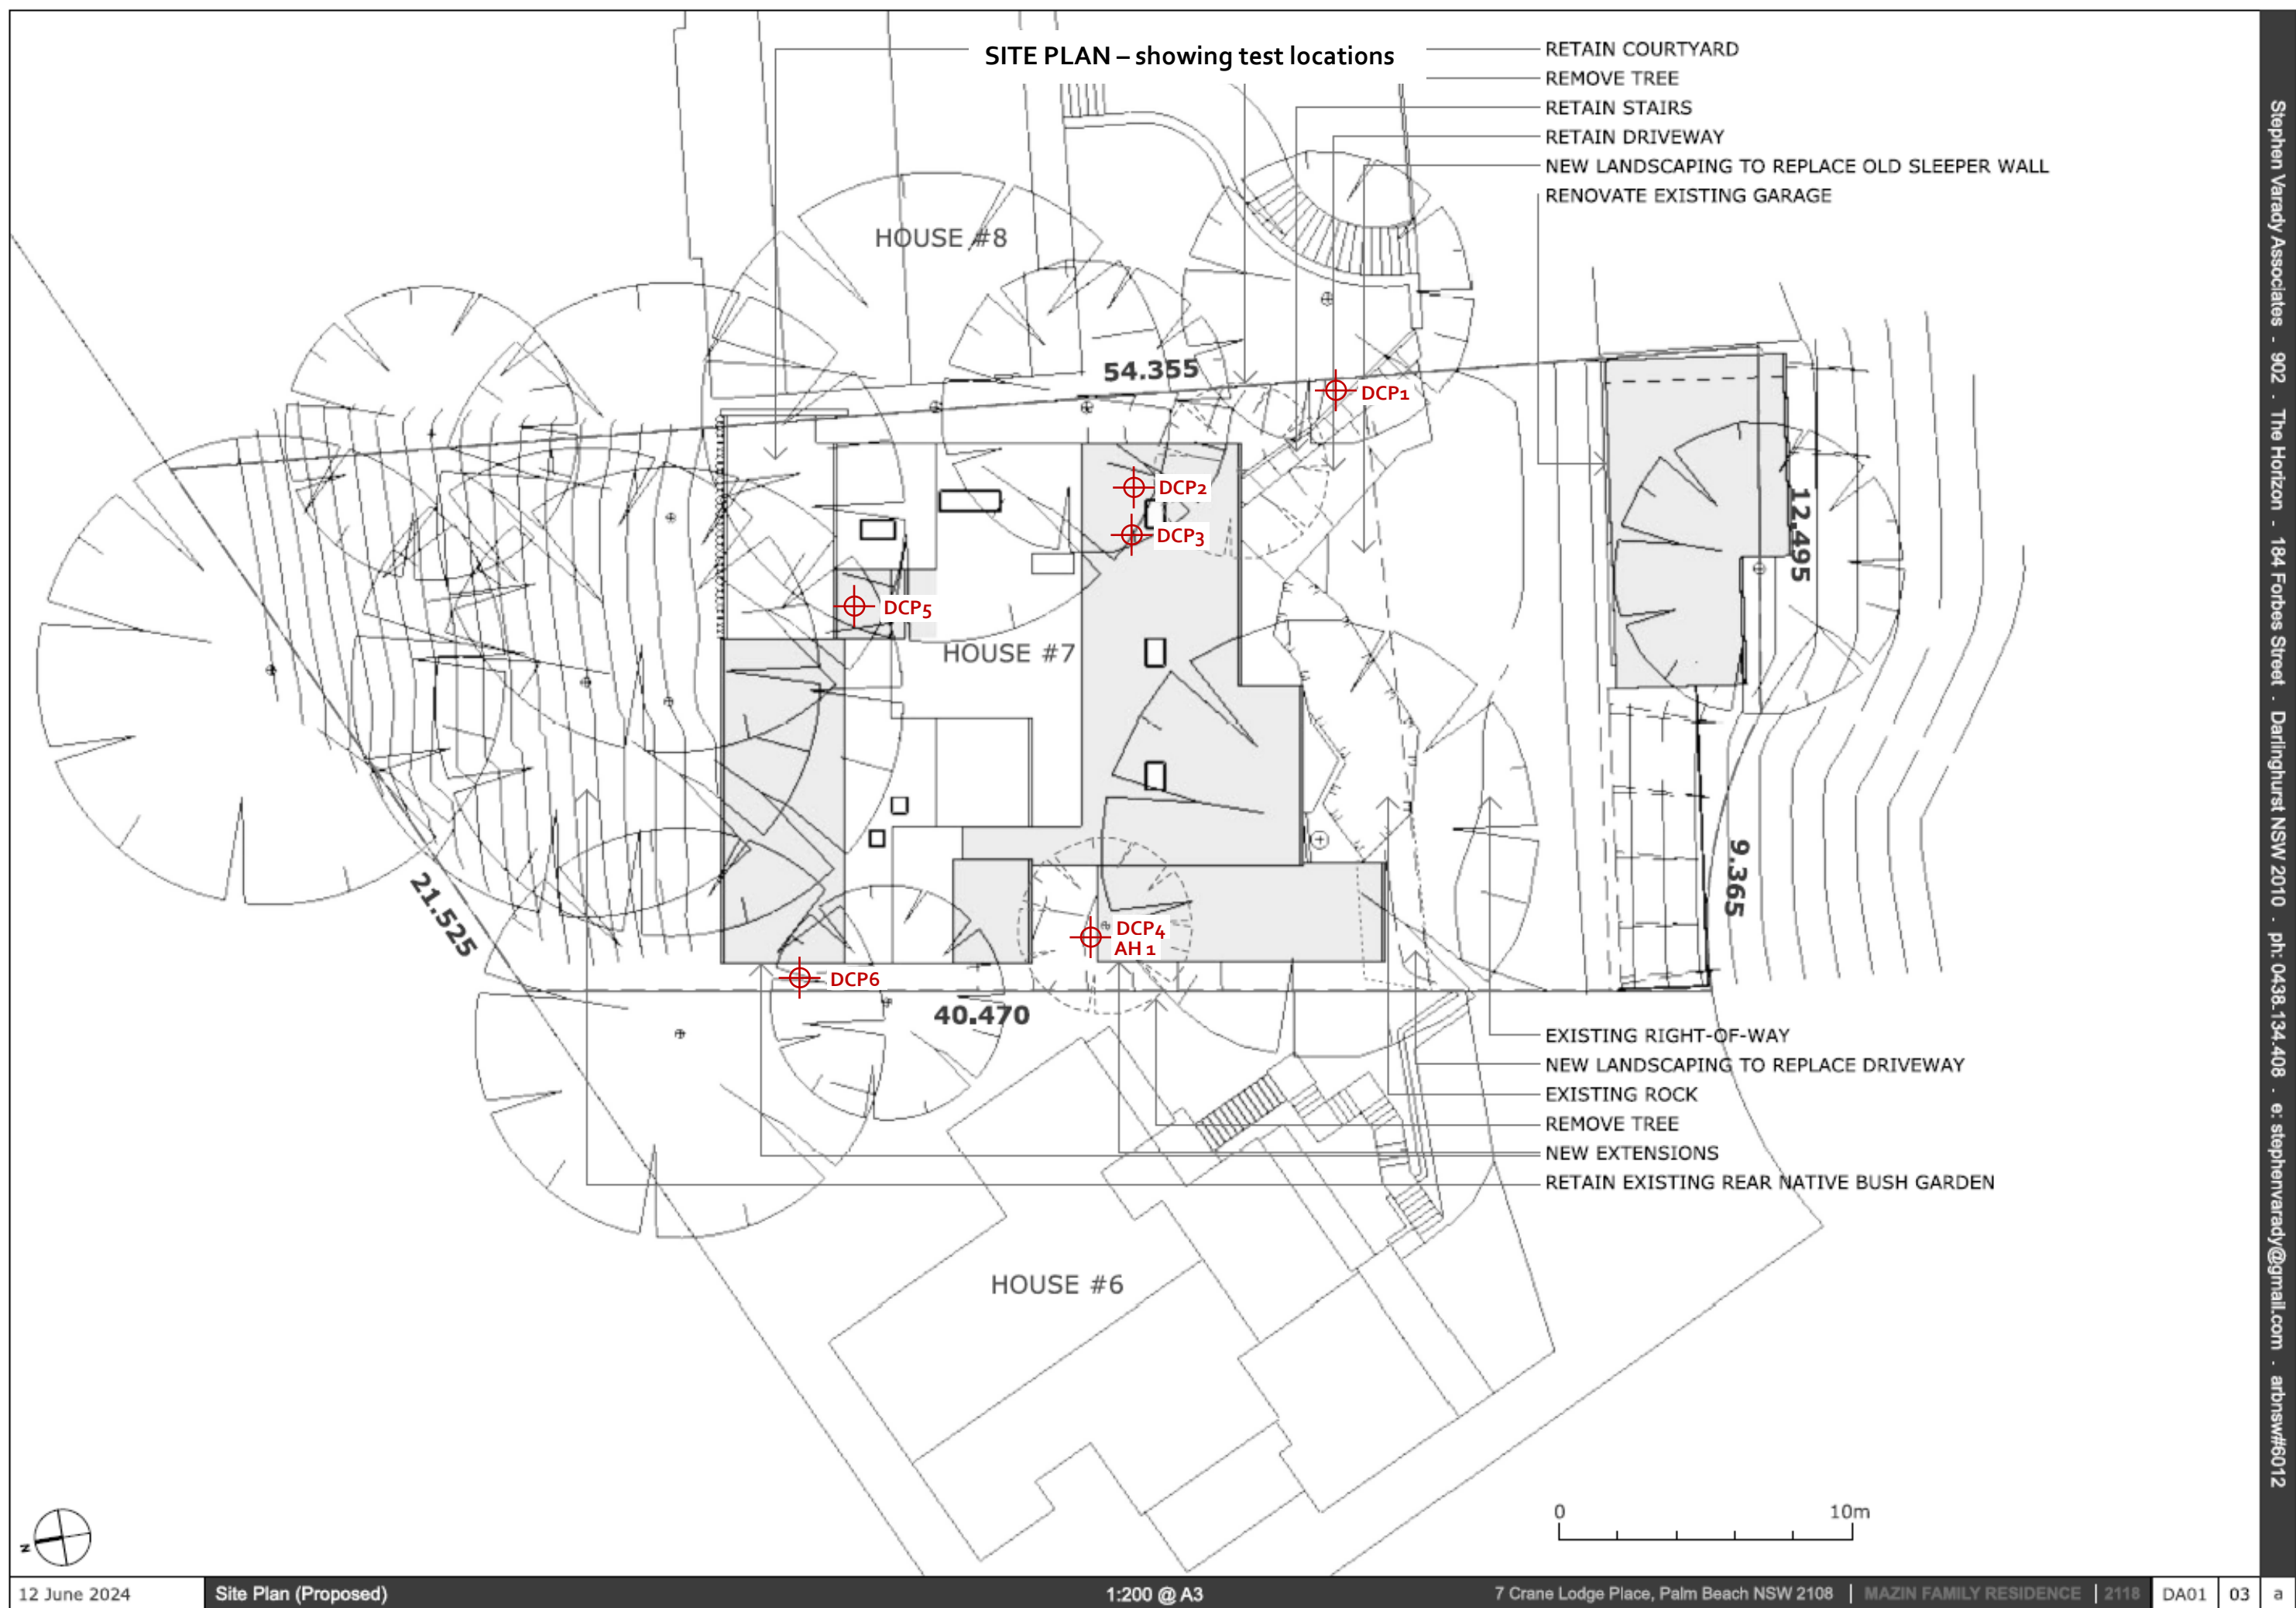 SITE PLAN – showing test locations
RETAIN COURTYARD
REMOVE TREE
RETAIN STAIRS
RETAIN DRIVEWAY
NEW LANDSCAPING TO REPLACE OLD SLEEPER WALL
RENOVATE EXISTING GARAGE
HOUSE #8
54.355
DCP1
DCP2
DCP3
DCP5
HOUSE #7
12.495
9.365
21.525
DCP4
AH 1
DCP6
40.470
EXISTING RIGHT-OF-WAY
NEW LANDSCAPING TO REPLACE DRIVEWAY
EXISTING ROCK
REMOVE TREE
NEW EXTENSIONS
RETAIN EXISTING REAR NATIVE BUSH GARDEN
HOUSE #6
0 10m
N
Stephen Varady Associates - 902 - The Horizon - 184 Forbes Street - Darlinghurst NSW 2010 - ph: 0438.134.408 - e: stephenvarady@gmail.com - arbnsw#6012
12 June 2024 Site Plan (Proposed) 1:200 @ A3 7 Crane Lodge Place, Palm Beach NSW 2108 | MAZIN FAMILY RESIDENCE | 2118 DA01 03 a